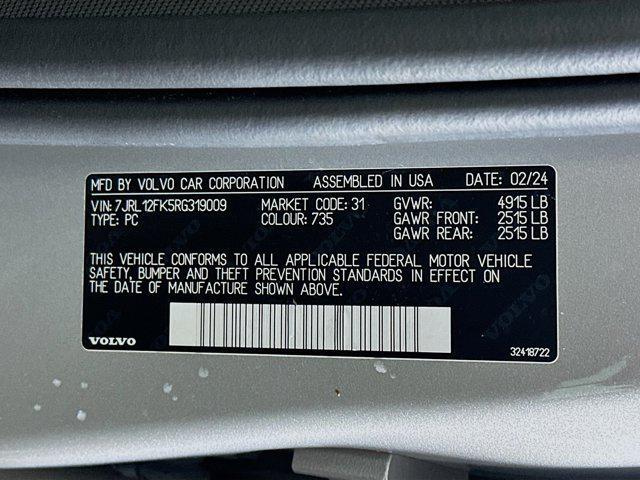 MFD BY VOLVO CAR CORPORATION ASSEMBLED IN USA DATE: 02/24
VIN: 7JRL12FK5RG319009 MARKET CODE: 31 GVWR: 4915 LB
TYPE: PC COLOUR: 735 GAWR FRONT: 2515 LB
GAWR REAR: 2515 LB
THIS VEHICLE CONFORMS TO ALL APPLICABLE FEDERAL MOTOR VEHICLE
SAFETY, BUMPER AND THEFT PREVENTION STANDARDS IN EFFECT ON
THE DATE OF MANUFACTURE SHOWN ABOVE.
VOLVO
32418722